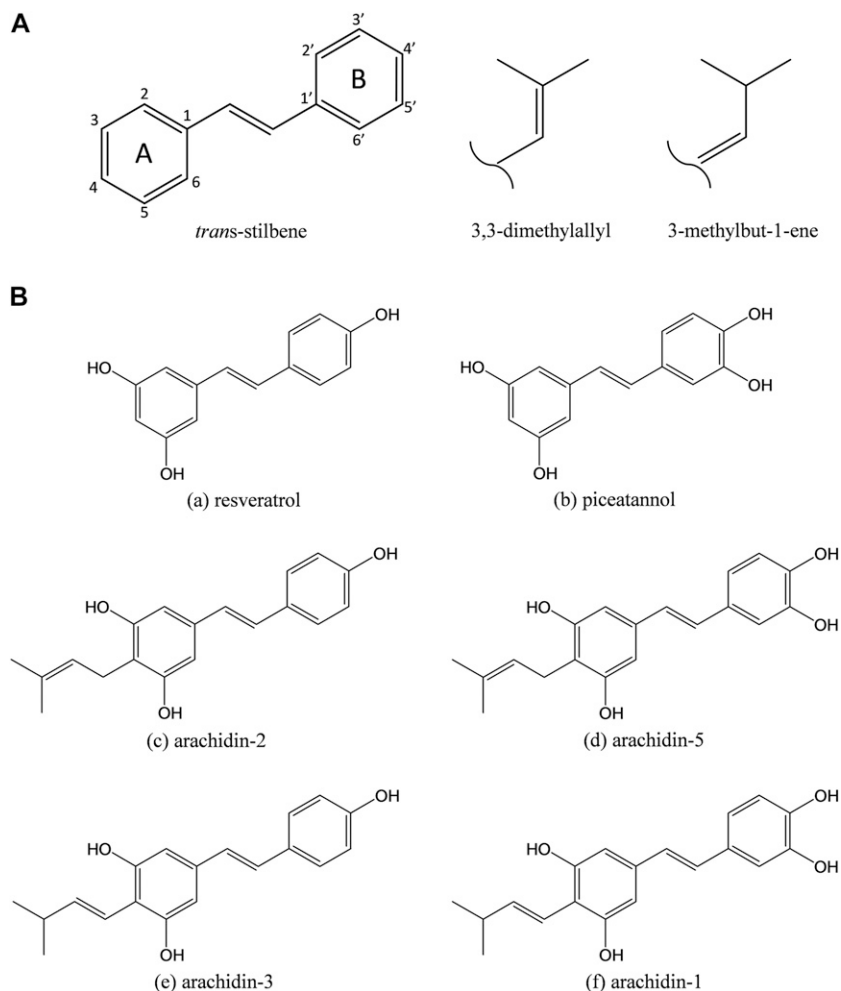 A
3'
2'
4'
B
2
1
1'
5'
3
6'
A
4
6
5
trans-stilbene
3,3-dimethylallyl
3-methylbut-1-ene
B
OH
HO
OH
(a) resveratrol
OH
HO
OH
OH
(b) piceatannol
OH
HO
OH
(c) arachidin-2
OH
HO
OH
OH
(d) arachidin-5
OH
HO
OH
(e) arachidin-3
OH
HO
OH
OH
(f) arachidin-1